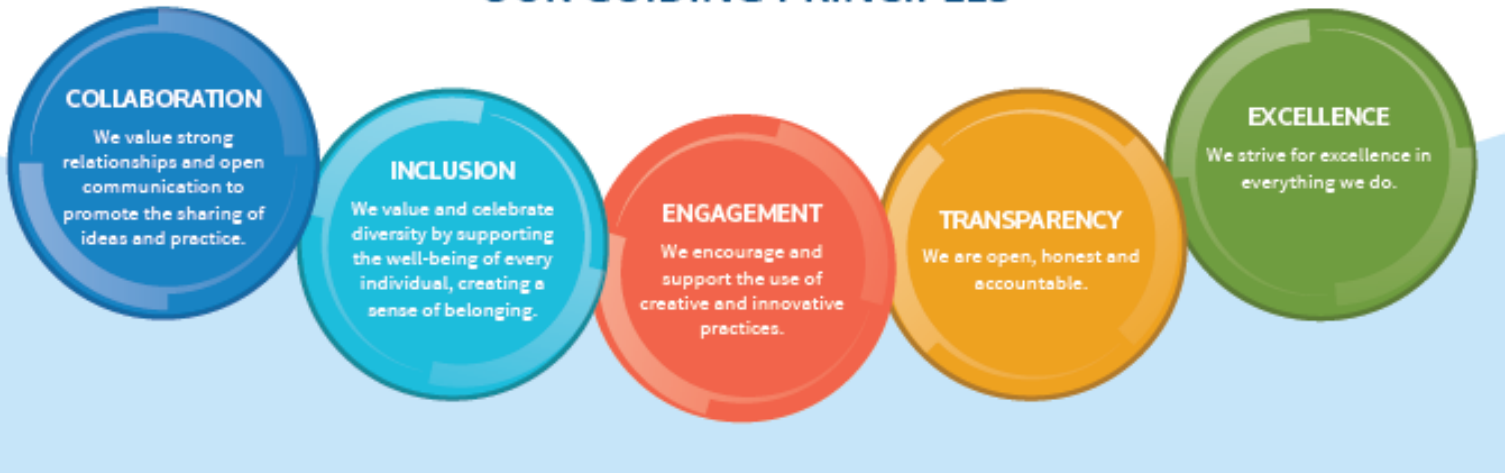 OUR GUIDING PRINCIPLES
COLLABORATION
We value strong
relationships and open
communication to
promote the sharing of
ideas and practice.
INCLUSION
We value and celebrate
diversity by supporting
the well-being of every
individual, creating a
sense of belonging.
ENGAGEMENT
We encourage and
support the use of
creative and innovative
practices.
TRANSPARENCY
We are open, honest and
accountable.
EXCELLENCE
We strive for excellence in
everything we do.